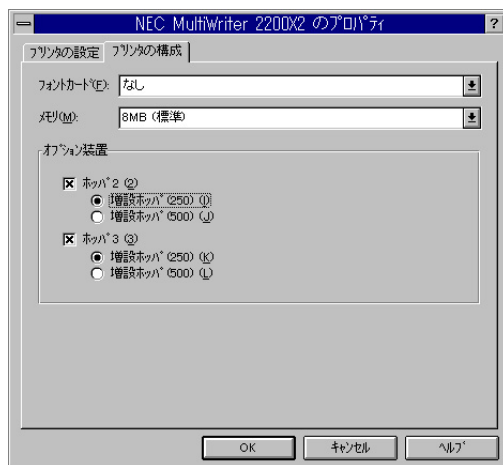 NEC MultiWriter 2200X2 のプロパティ ?
プリンタの設定 プリンタの構成
フォントカード(F): なし
メモリ(M): 8MB (標準)
オプション装置
ホッパ2 (2)
増設ホッパ(250) (I)
増設ホッパ(500) (J)
ホッパ3 (3)
増設ホッパ(250) (K)
増設ホッパ(500) (L)
OK キャンセル ヘルプ